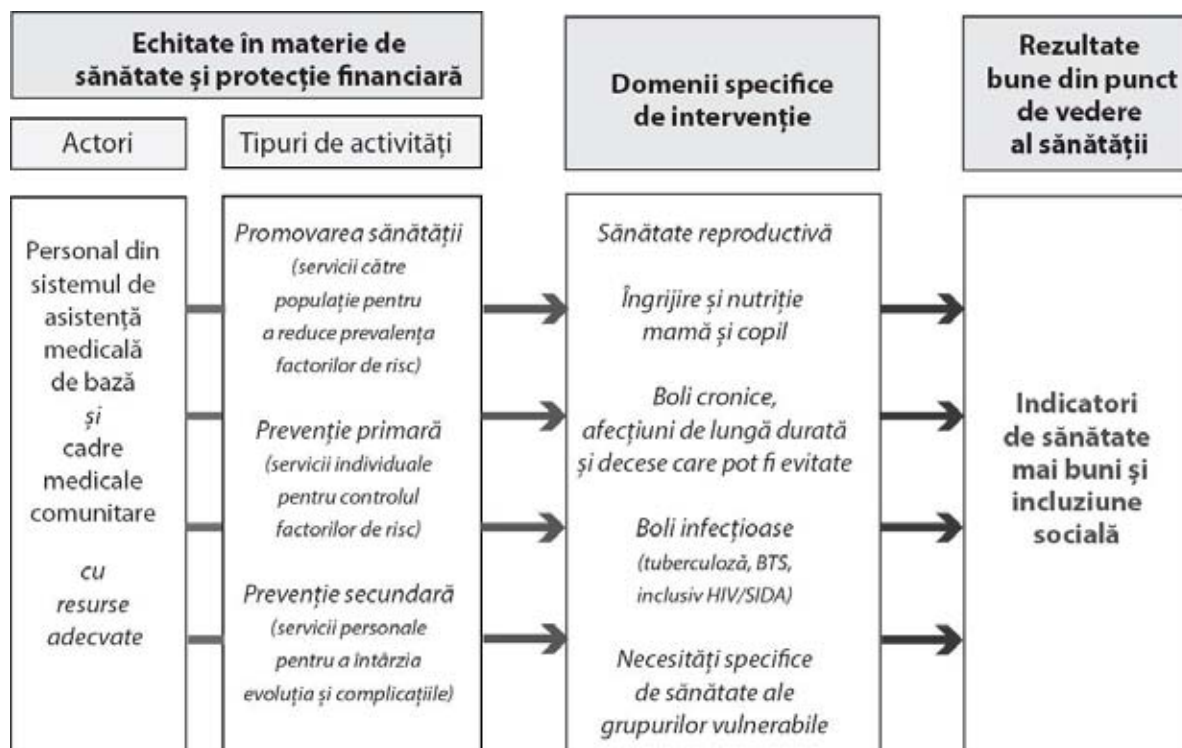 Echitate în materie de
sănătate și protecție financiară
Actori
Tipuri de activități
Domenii specifice
de intervenție
Rezultate
bune din punct
de vedere
al sănătății
Personal din
sistemul de
asistență
medicală
de bază
și
cadre
medicale
comunitare
cu
resurse
adecvate
Promovarea sănătății
(servicii către
populație pentru
a reduce prevalența
factorilor de risc)
Prevenție primară
(servicii individuale
pentru controlul
factorilor de risc)
Prevenție secundară
(servicii personale
pentru a întârzia
evoluția și complicațiile)
Sănătate reproductivă
Îngrijire și nutriție
mamă și copil
Boli cronice,
afecțiuni de lungă durată
și decese care pot fi evitate
Boli infecțioase
(tuberculoză, BTS,
inclusiv HIV/SIDA)
Necesități specifice
de sănătate ale
grupurilor vulnerabile
Indicatori
de sănătate
mai buni și
incluziune
socială